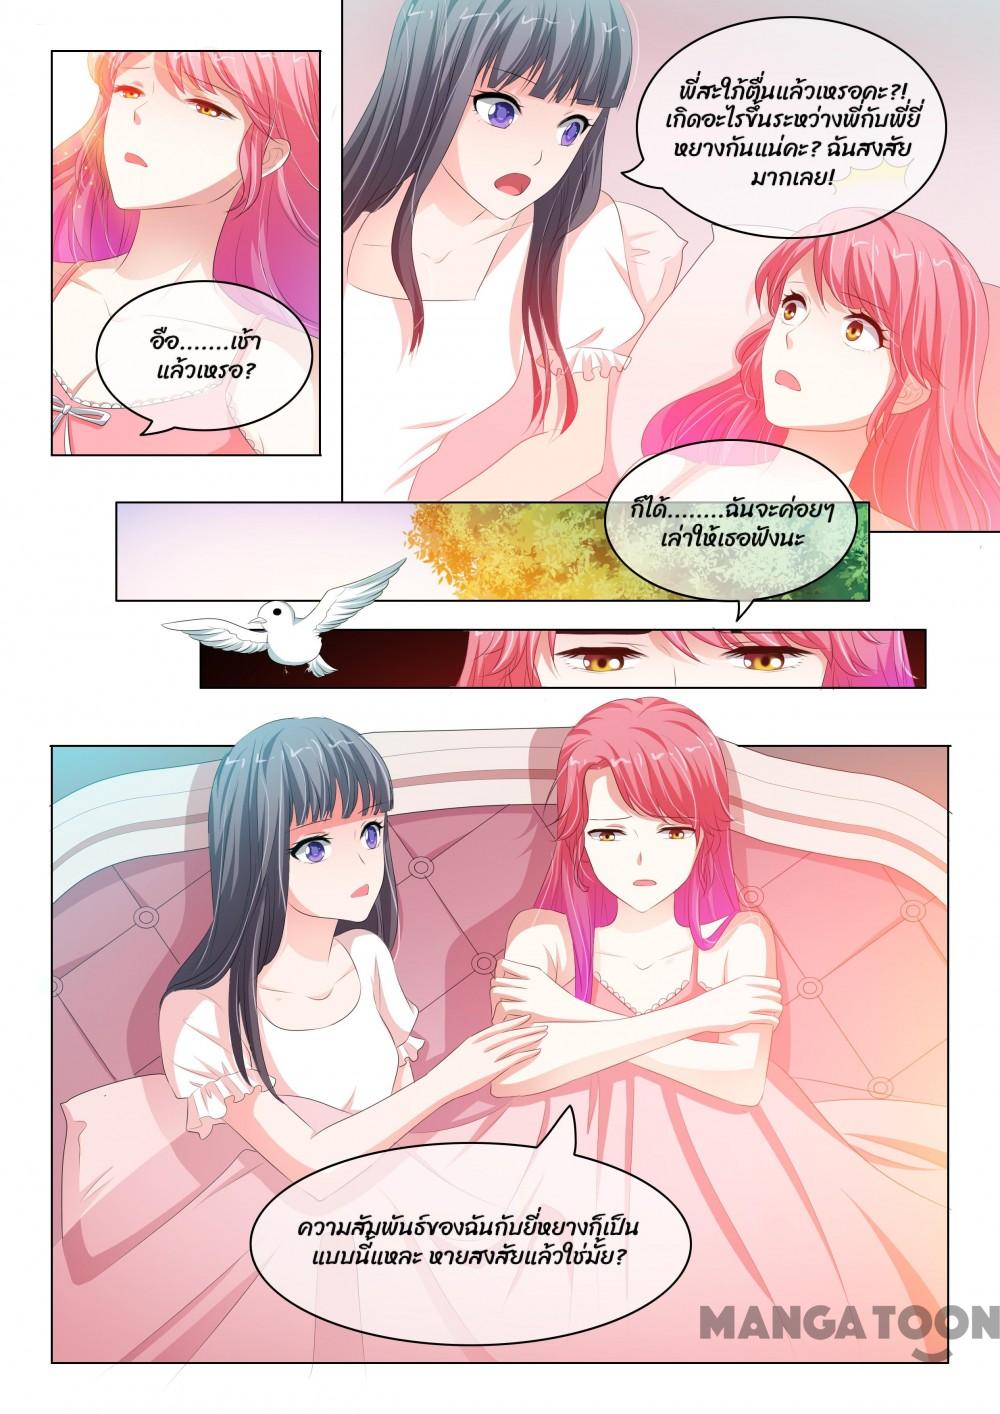 อือ.......เช้า
แล้วเหรอ?
พี่สะใภ้ตื่นแล้วเหรอคะ?!
เกิดอะไรขึ้นระหว่างพี่กับพี่ยี่
หยางกันแน่คะ? ฉันสงสัย
มากเลย!
ก็ได้........ฉันจะค่อยๆ
เล่าให้เธอฟังนะ
ความสัมพันธ์ของฉันกับยี่หยางก็เป็น
แบบนี้แหละ หายสงสัยแล้วใช่มั้ย?
MANGATOON